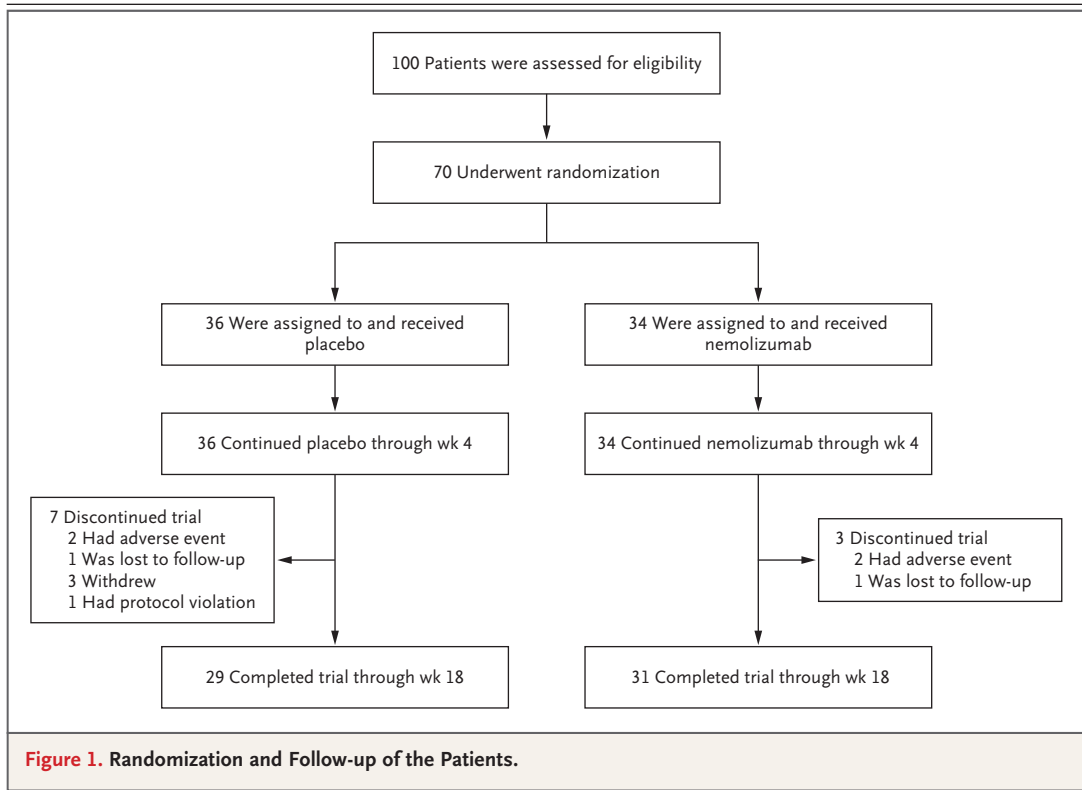 100 Patients were assessed for eligibility
70 Underwent randomization
36 Were assigned to and received
placebo
34 Were assigned to and received
nemolizumab
36 Continued placebo through wk 4
34 Continued nemolizumab through wk 4
7 Discontinued trial
2 Had adverse event
1 Was lost to follow-up
3 Withdrew
1 Had protocol violation
3 Discontinued trial
2 Had adverse event
1 Was lost to follow-up
29 Completed trial through wk 18
31 Completed trial through wk 18
Figure 1. Randomization and Follow-up of the Patients.